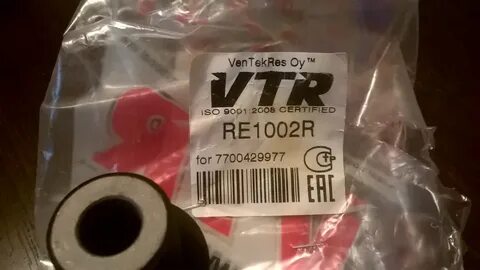 VenTekRes Oy™
VTR
ISO 9001:2008 CERTIFIED
RE1002R
for 7700429977
EAC